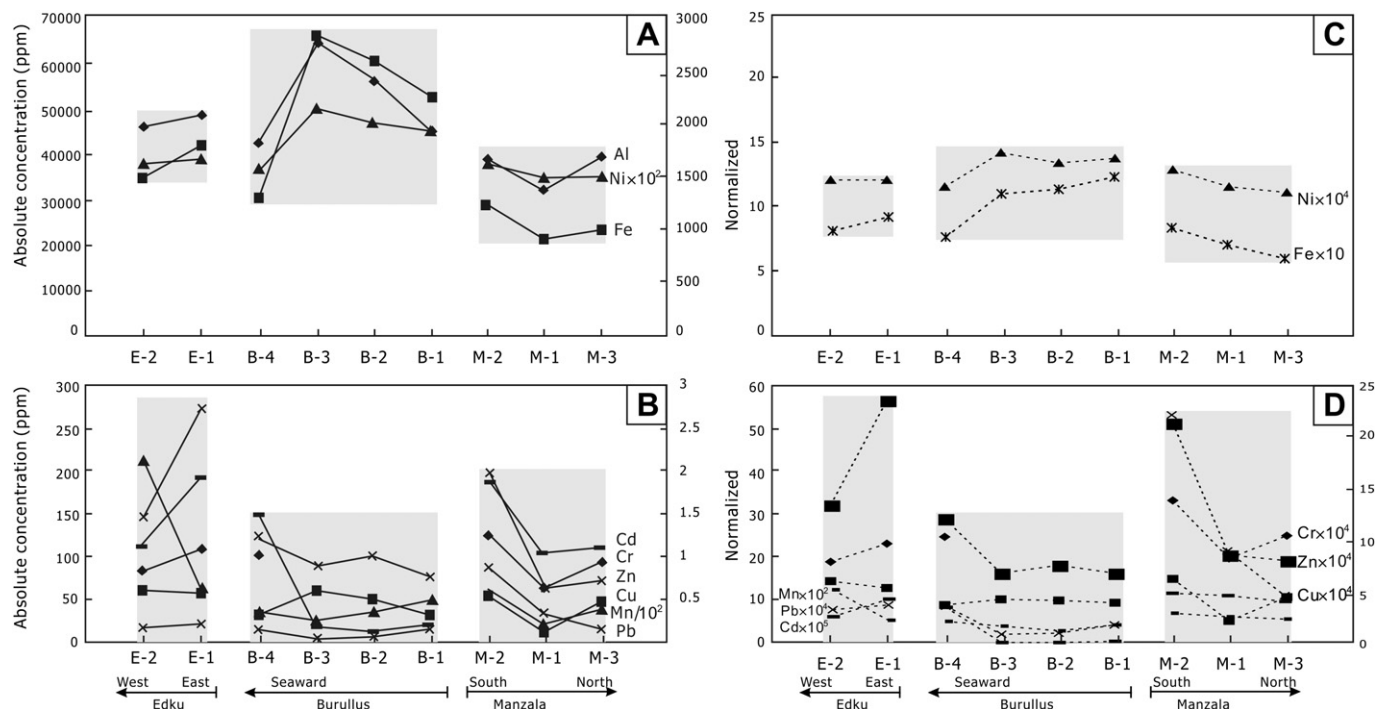 A
Absolute concentration (ppm)
70000
60000
50000
40000
30000
20000
10000
0
3000
2500
2000
1500
1000
500
0
Al
Ni×10²
Fe
E-2 E-1 B-4 B-3 B-2 B-1 M-2 M-1 M-3
C
Normalized
25
20
15
10
5
0
Ni×10⁴
Fe×10
E-2 E-1 B-4 B-3 B-2 B-1 M-2 M-1 M-3
B
Absolute concentration (ppm)
300
250
200
150
100
50
0
3
2.5
2
1.5
1
0.5
0
Cd
Cr
Zn
Cu
Mn/10²
Pb
E-2 E-1 B-4 B-3 B-2 B-1 M-2 M-1 M-3
West East Seaward South North
Edku Burullus Manzala
D
Normalized
60
50
40
30
20
10
0
25
20
15
10
5
0
Mn×10²
Pb×10⁴
Cd×10⁵
Cr×10⁴
Zn×10⁴
Cu×10⁴
E-2 E-1 B-4 B-3 B-2 B-1 M-2 M-1 M-3
West East Seaward South North
Edku Burullus Manzala